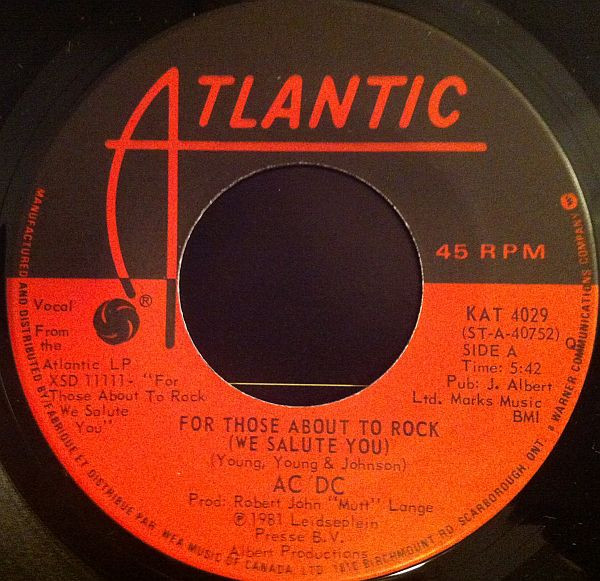 ATLANTIC
45 RPM
®
Vocal
From the
Atlantic LP
XSD 11111- "For
Those About To Rock
We Salute
You"
KAT 4029
(ST-A-40752)
SIDE A
Time: 5:42
Pub: J. Albert
Ltd. Marks Music
BMI
FOR THOSE ABOUT TO ROCK
(WE SALUTE YOU)
(Young, Young & Johnson)
AC DC
Prod: Robert John "Mutt" Lange
℗ 1981 Leidseplein
Presse B.V.
Albert Productions
MANUFACTURED AND DISTRIBUTED BY/FABRIQUE ET DISTRIBUE PAR WEA MUSIC OF CANADA LTD 1810 BIRCHMOUNT RD SCARBOROUGH, ONT. A WARNER COMMUNICATIONS COMPANY